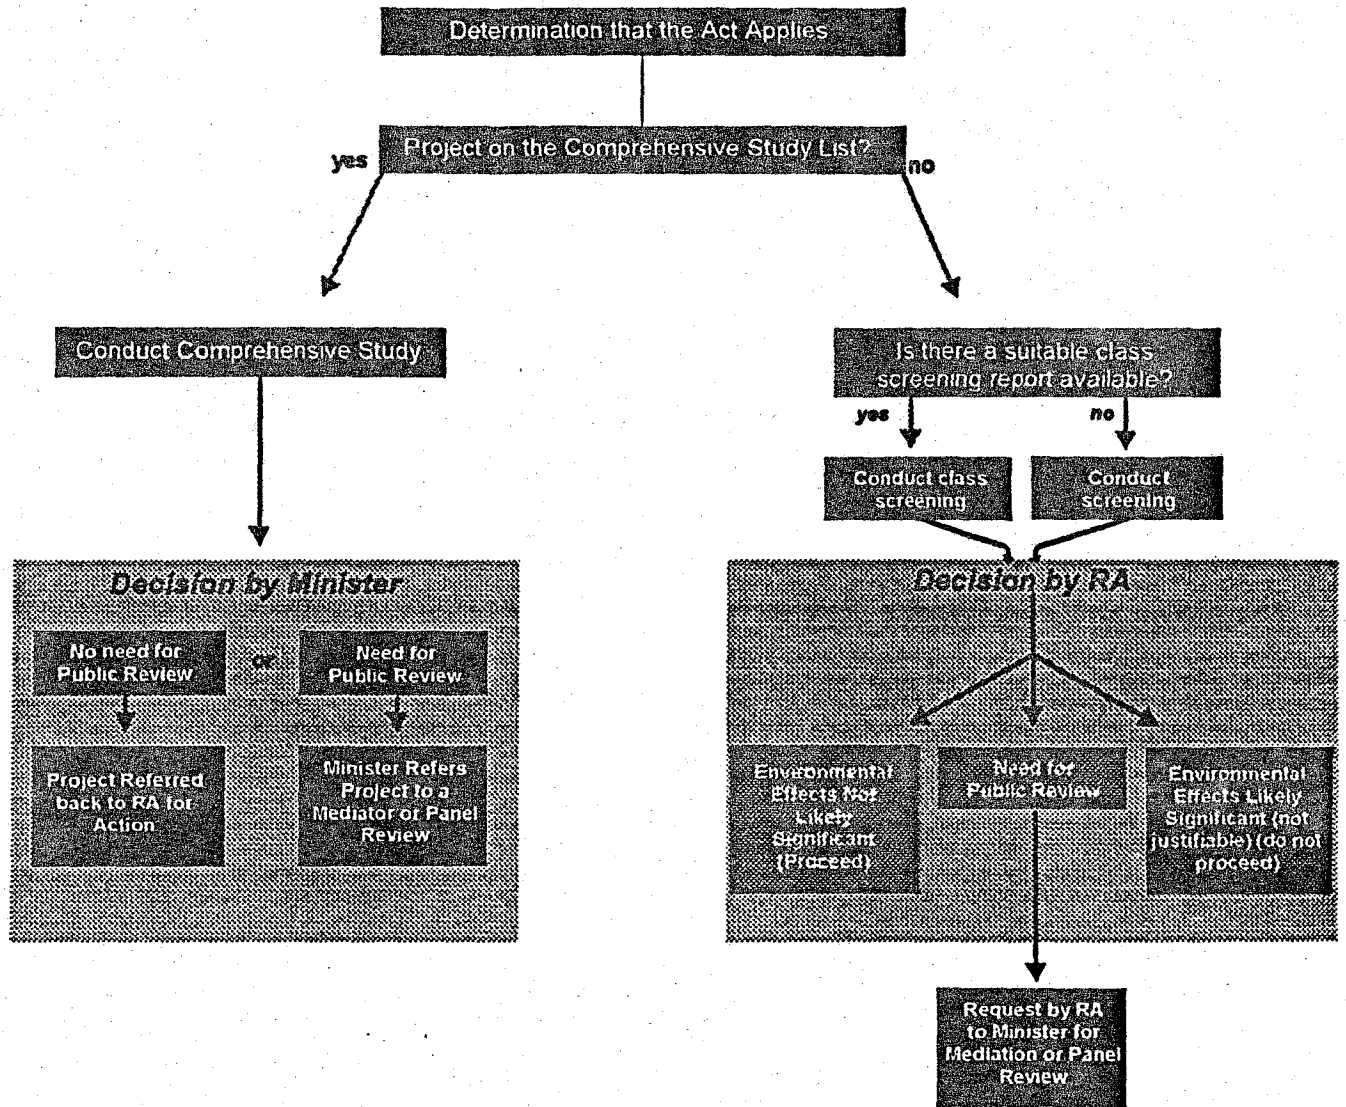 Determination that the Act Applies
Project on the Comprehensive Study List?
yes
no
Conduct Comprehensive Study
Is there a suitable class
screening report available?
yes
no
Conduct class
screening
Conduct
screening
Decision by Minister
No need for
Public Review
or
Need for
Public Review
Project Referred
back to RA for
Action
Minister Refers
Project to a
Mediator or Panel
Review
Decision by RA
Environmental
Effects Not
Likely
Significant
(Proceed)
Need for
Public Review
Environmental
Effects Likely
Significant (not
justifiable) (do not
proceed)
Request by RA
to Minister for
Mediation or Panel
Review